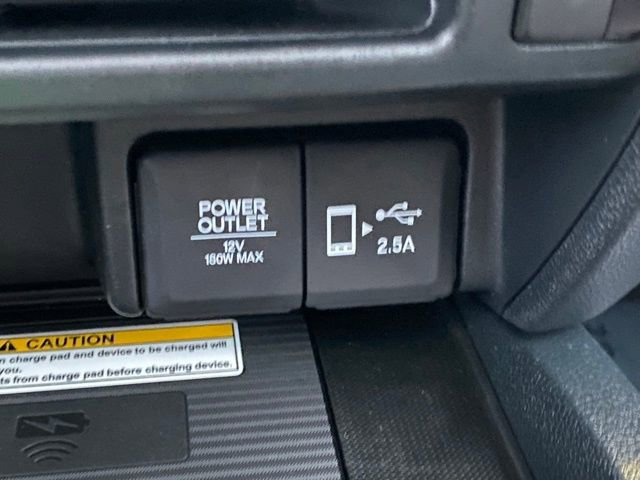 POWER
OUTLET
12V
180W MAX
2.5A
CAUTION
charge pad and device to be charged will
you.
from charge pad before charging device.